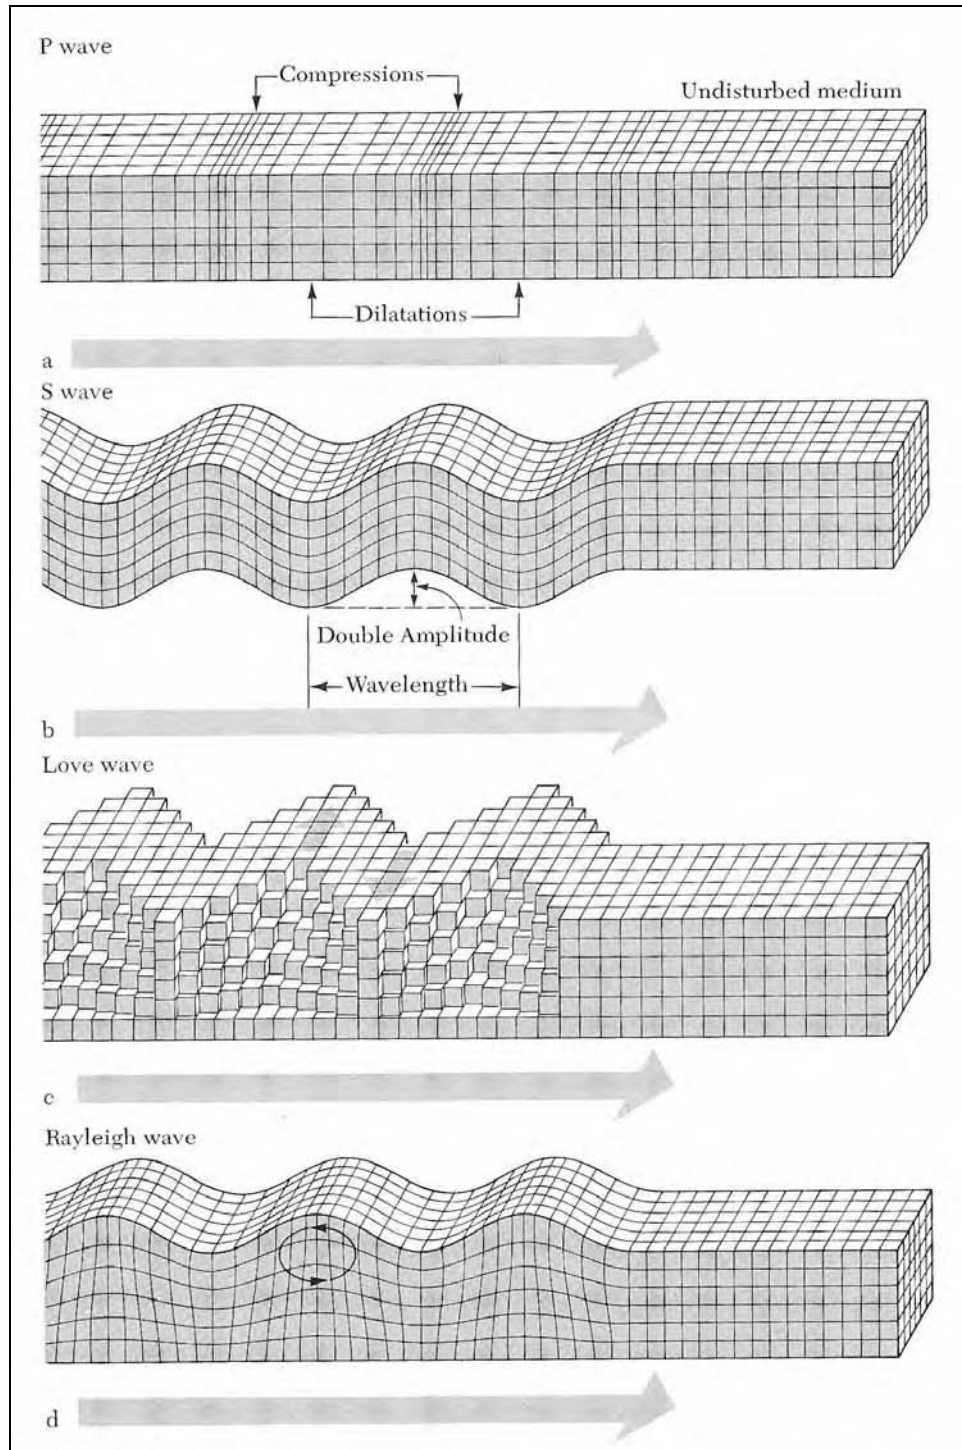 P wave
Compressions
Undisturbed medium
Dilatations
a
S wave
Double Amplitude
Wavelength
b
Love wave
c
Rayleigh wave
d